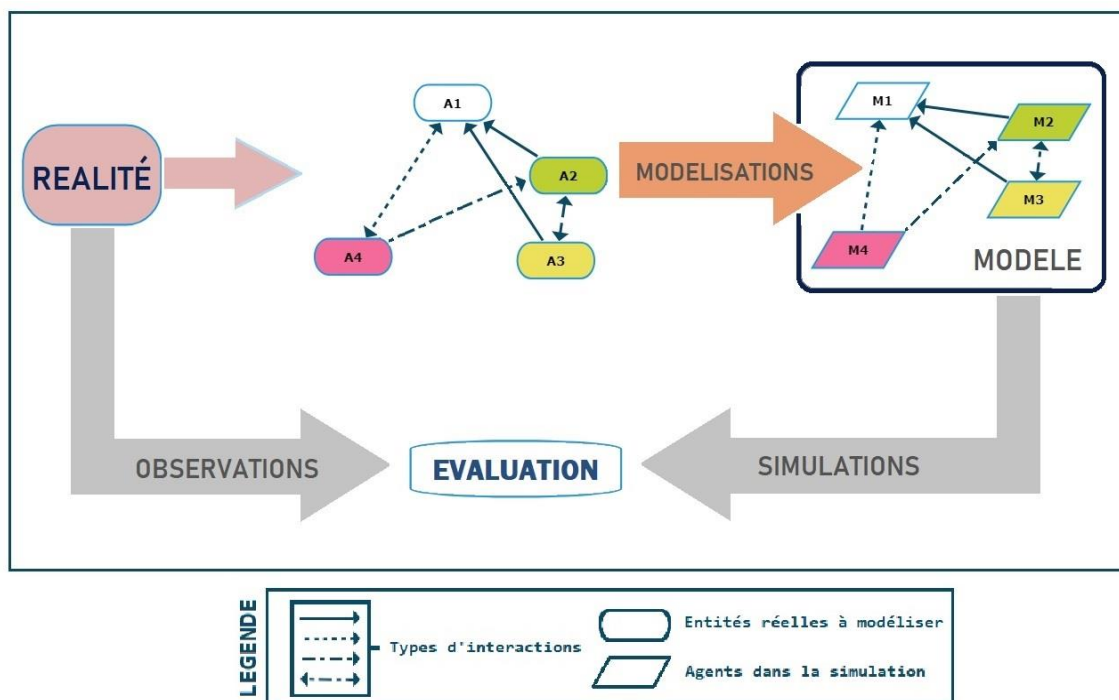 REALITÉ
A1
A2
A3
A4
MODELISATIONS
M1
M2
M3
M4
MODELE
OBSERVATIONS
EVALUATION
SIMULATIONS
LEGENDE
Types d'interactions
Entités réelles à modéliser
Agents dans la simulation